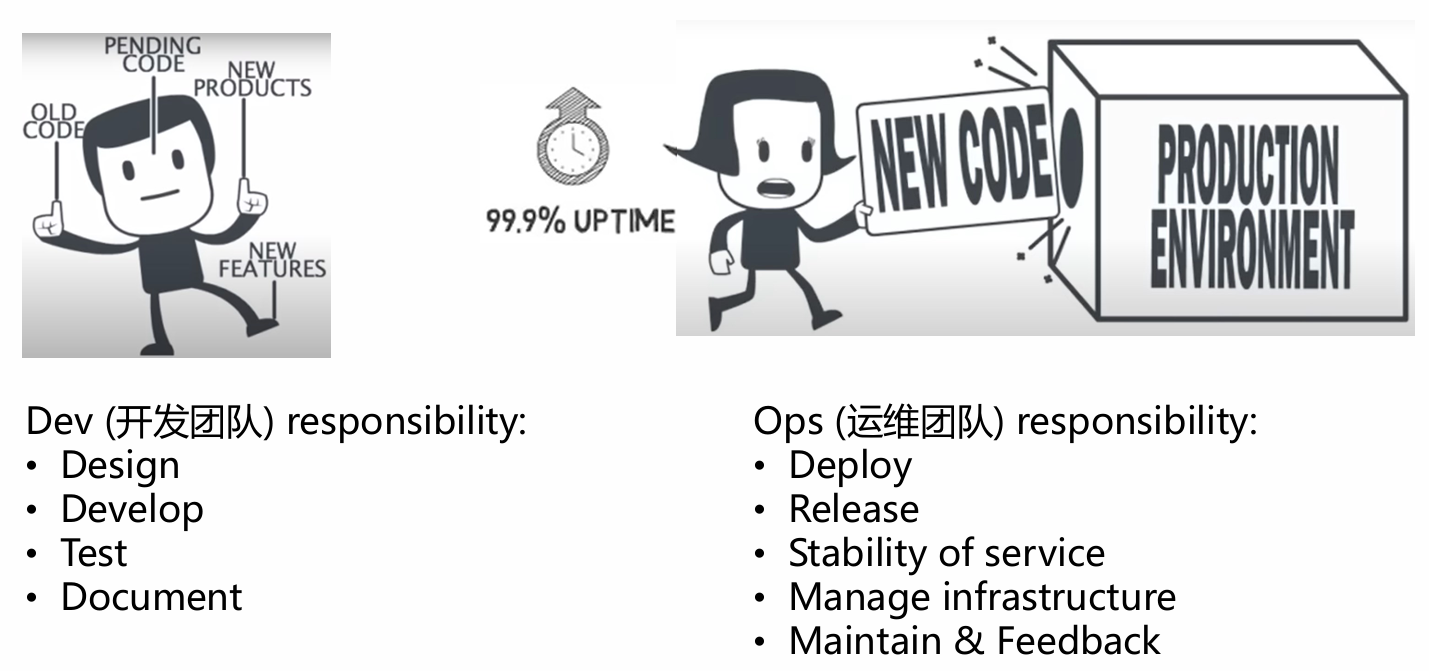 PENDING
CODE
NEW
PRODUCTS
OLD
CODE
NEW
FEATURES
99.9% UPTIME
NEW CODE
PRODUCTION
ENVIRONMENT
Dev (开发团队) responsibility:
• Design
• Develop
• Test
• Document
Ops (运维团队) responsibility:
• Deploy
• Release
• Stability of service
• Manage infrastructure
• Maintain & Feedback